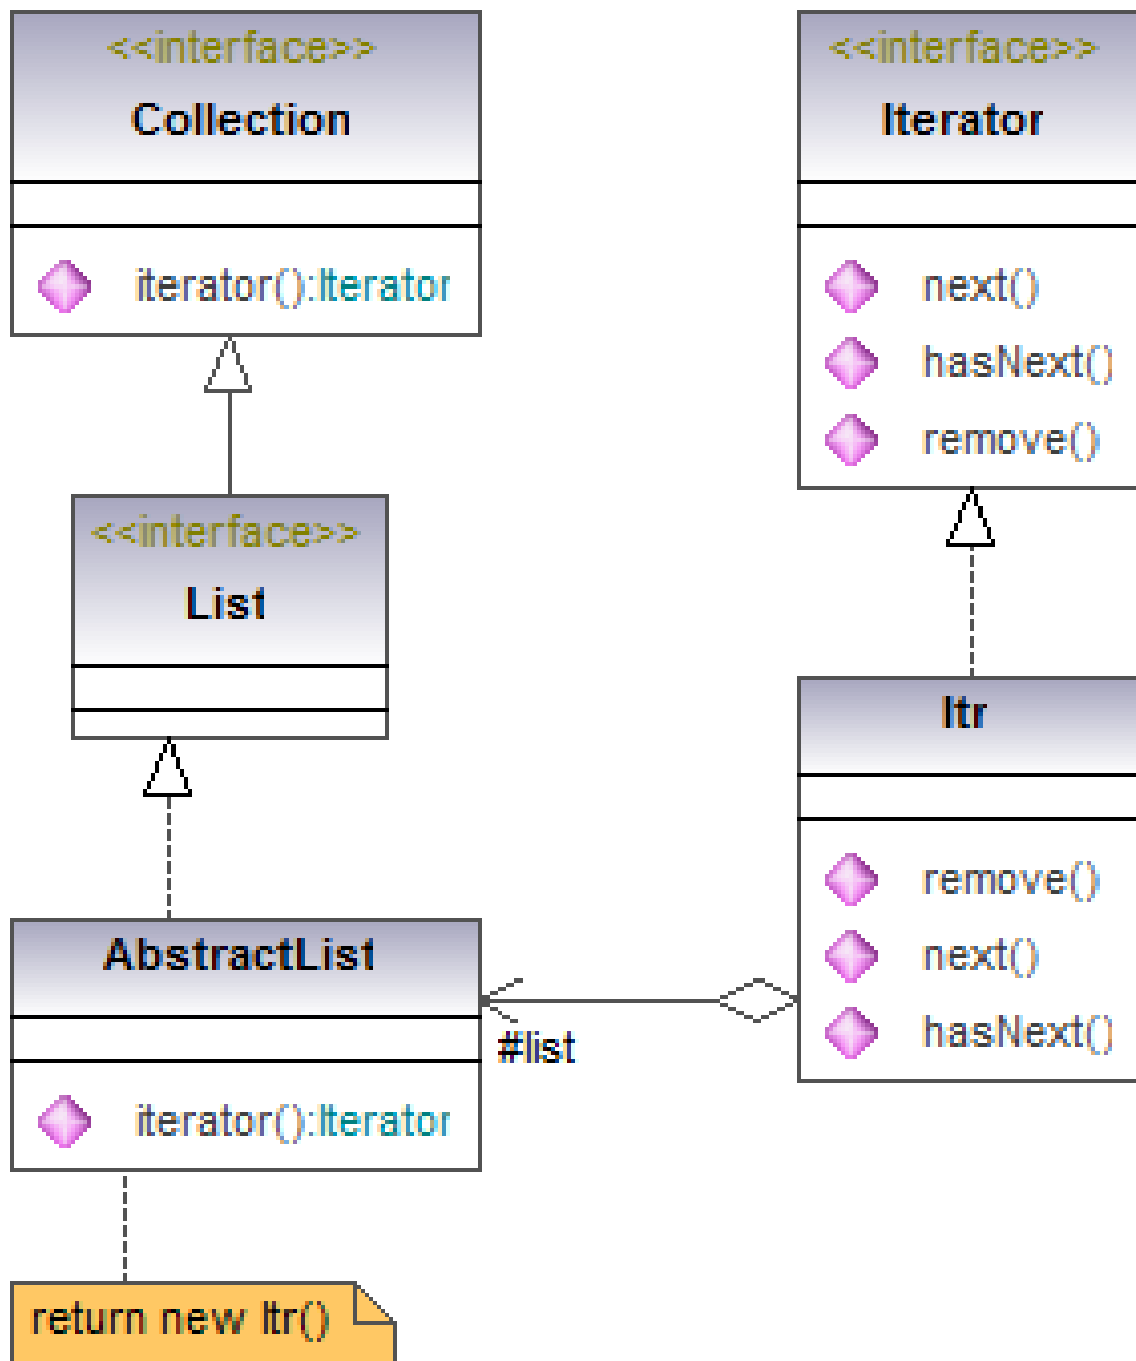 <<interface>>
Collection
iterator():Iterator
<<interface>>
Iterator
next()
hasNext()
remove()
<<interface>>
List
Itr
remove()
next()
hasNext()
AbstractList
iterator():Iterator
#list
return new Itr()